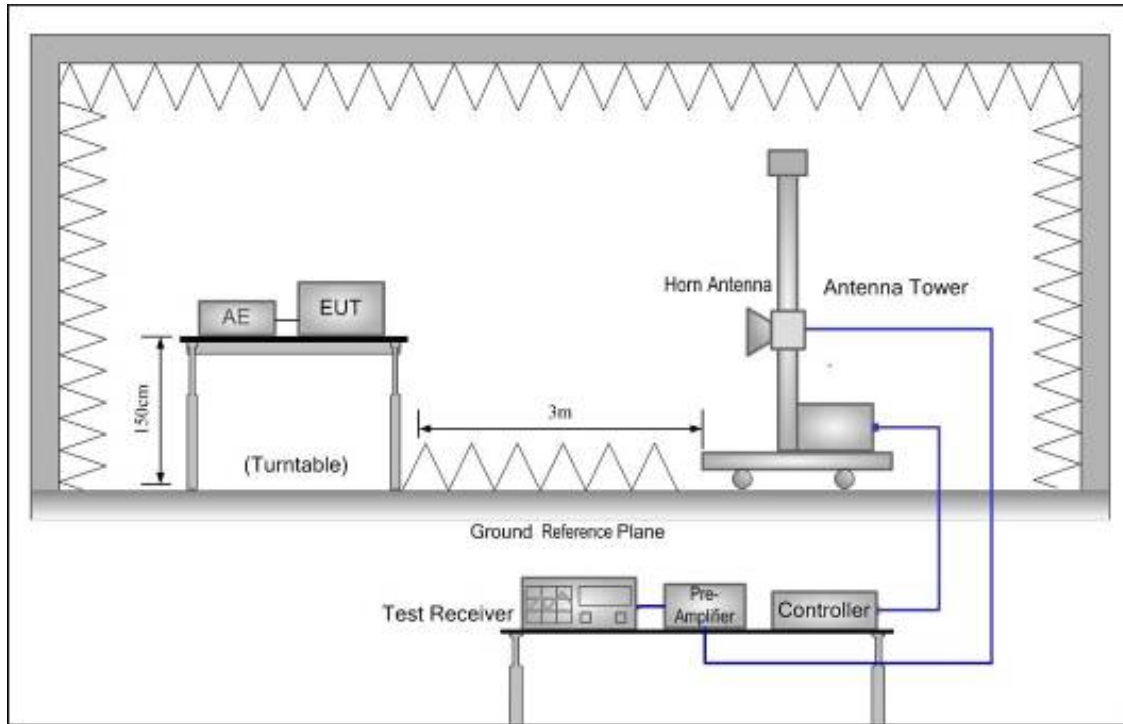 Horn Antenna
Antenna Tower
AE
EUT
150cm
3m
(Turntable)
Ground Reference Plane
Test Receiver
Pre-
Amplifier
Controller